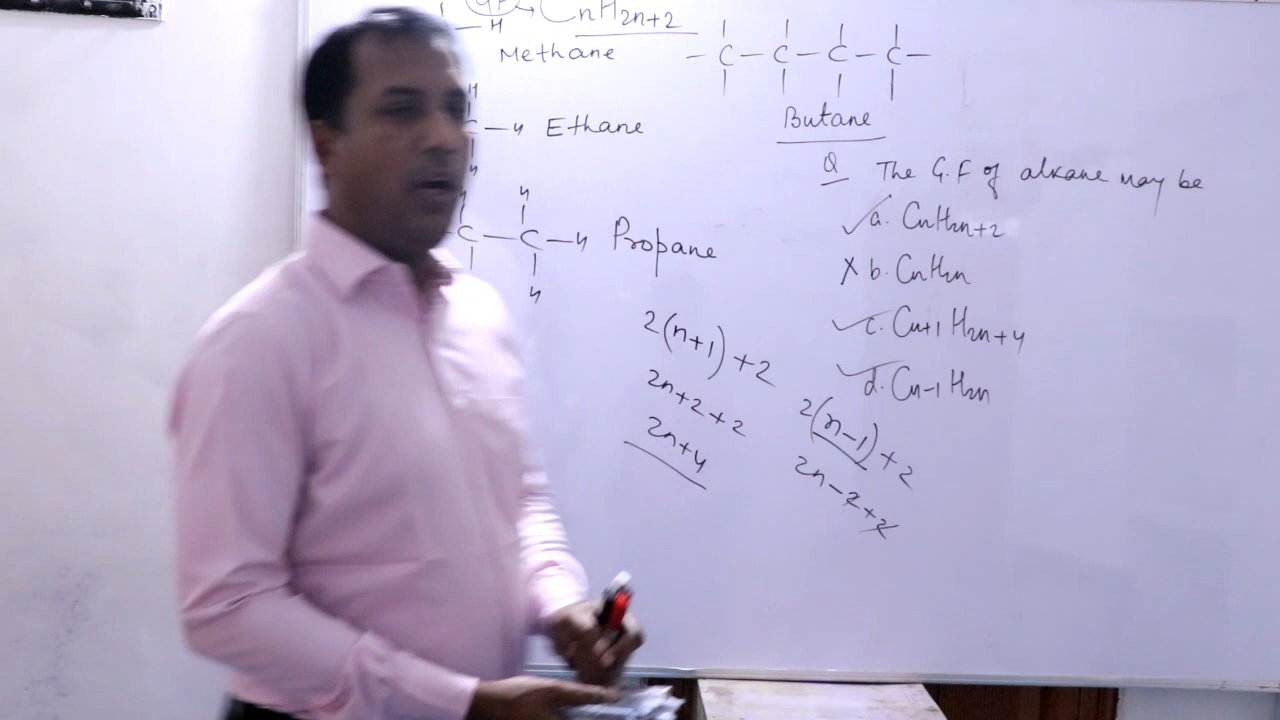 GF → CnH2n+2
– H
Methane
– C – C – C – C –
Butane
H
C – H Ethane
H
Q The G.F of alkane may be
✓ a. CnH2n+2
X b. CnH2n
✓ c. Cn+1 H2n+4
✓ d. Cn-1 H2n
H H
C – C – H Propane
H
2(n+1)+2
2n+2+2
2n+4
2(n-1)+2
2n-2+2